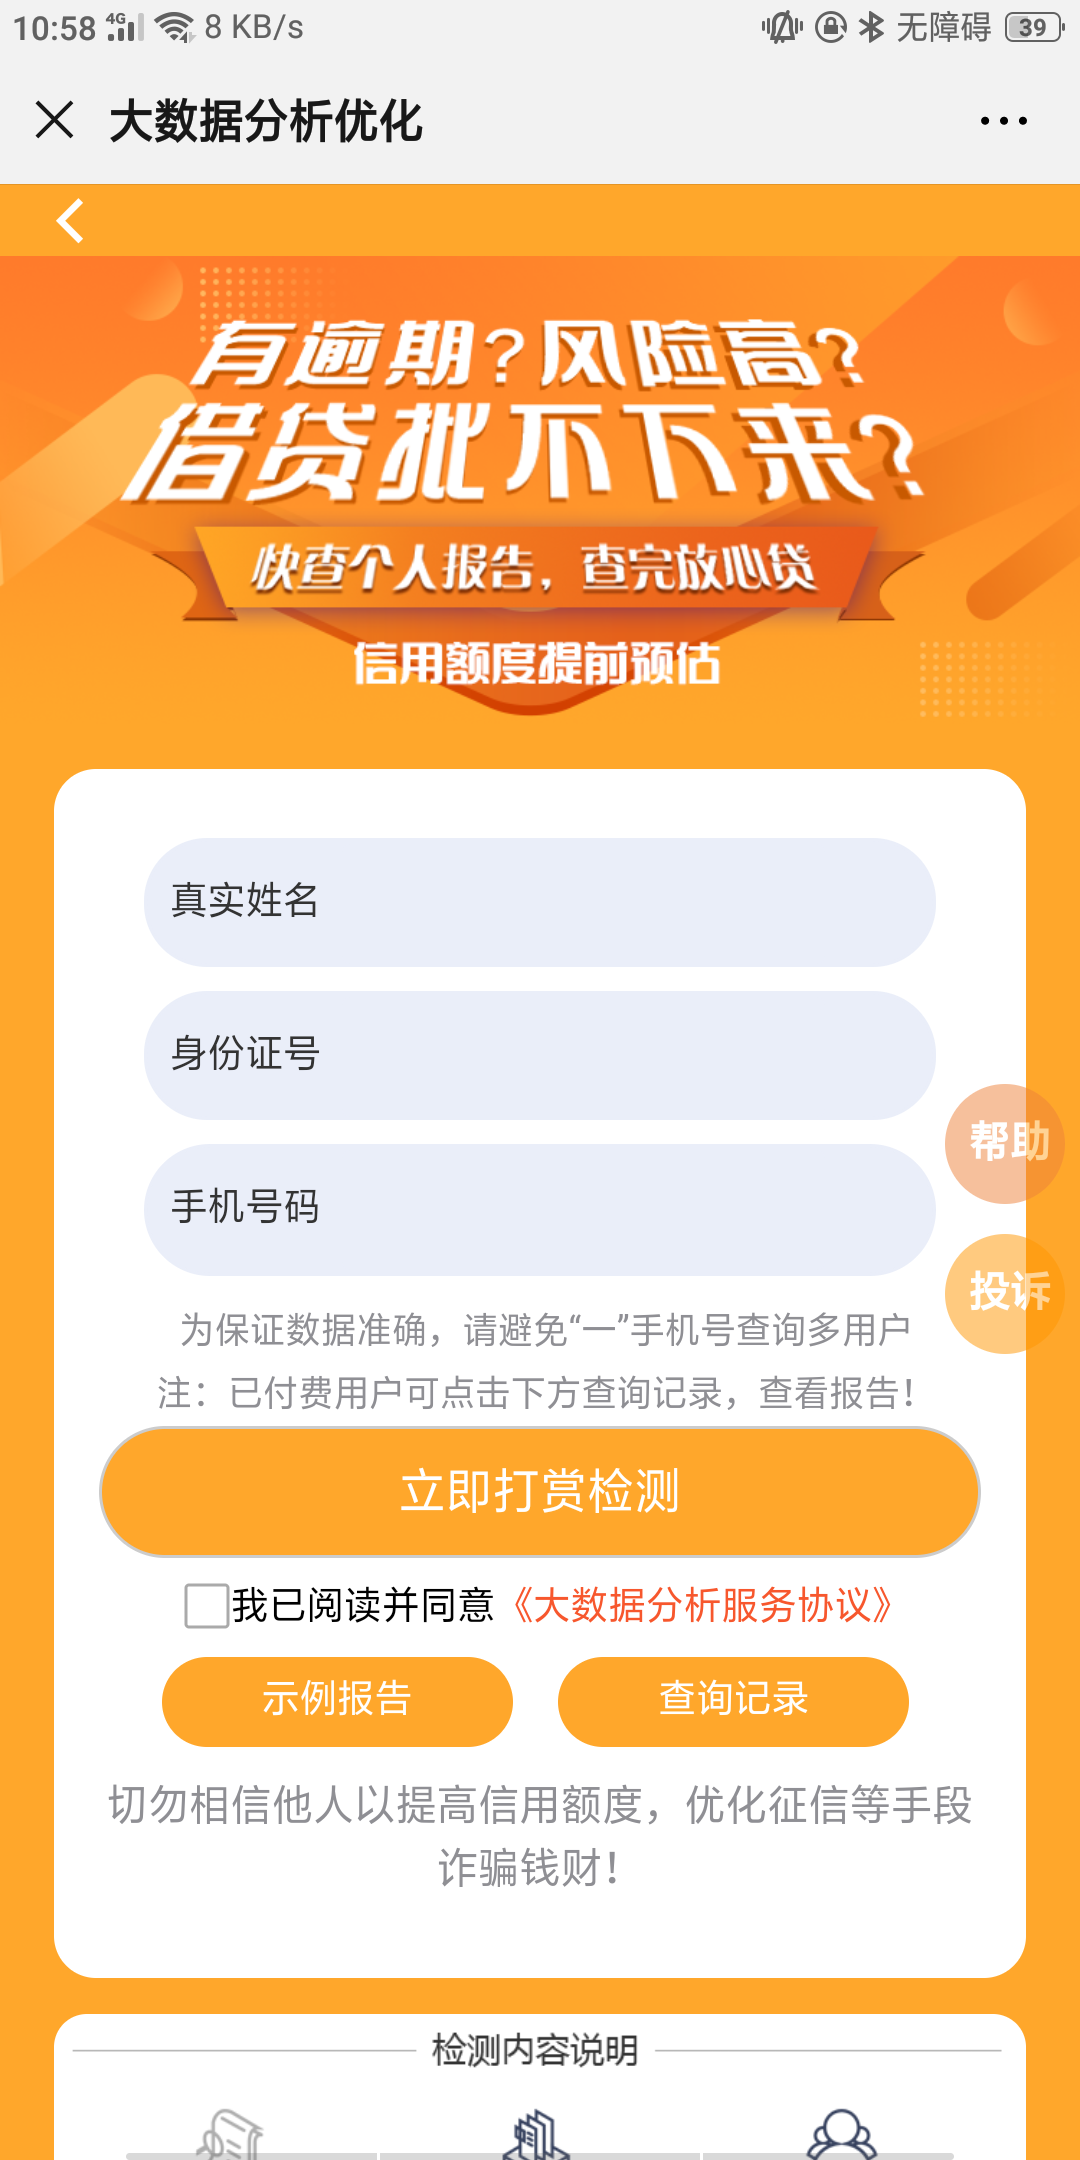 10:58 4G 8 KB/s 无障碍 39
大数据分析优化
有逾期?风险高?
借贷批不下来?
快查个人报告，查完放心贷
信用额度提前预估
真实姓名
身份证号
帮助
手机号码
投诉
为保证数据准确，请避免“一”手机号查询多用户
注：已付费用户可点击下方查询记录，查看报告！
立即打赏检测
我已阅读并同意《大数据分析服务协议》
示例报告 查询记录
切勿相信他人以提高信用额度，优化征信等手段
诈骗钱财！
检测内容说明